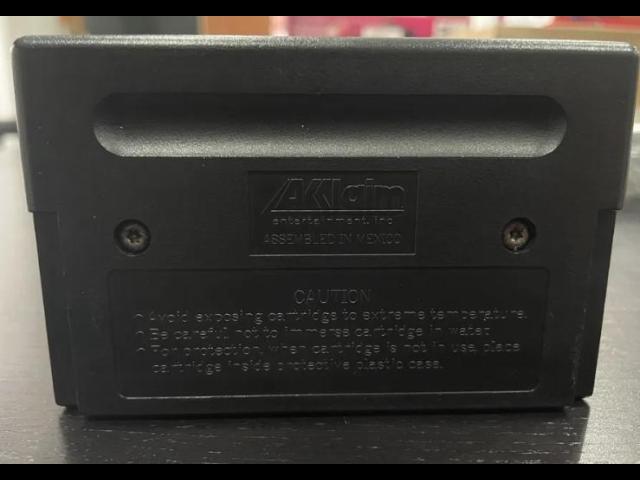 AKlaim
entertainment, inc.
ASSEMBLED IN MEXICO
CAUTION
Avoid exposing cartridge to extreme temperature.
Be careful not to immerse cartridge in water.
For protection, when cartridge is not in use, place
cartridge inside protective plastic case.